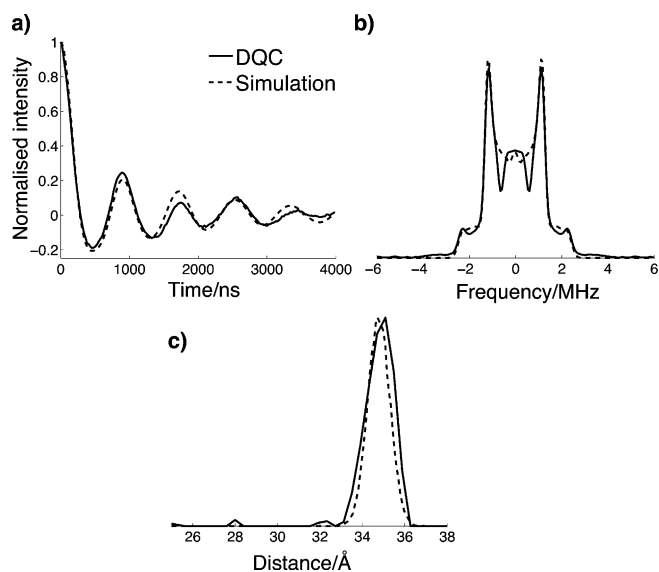 a)
DQC
Simulation
Normalised intensity
1
0.8
0.6
0.4
0.2
0
−0.2
0 1000 2000 3000 4000
Time/ns
b)
−6 −4 −2 0 2 4 6
Frequency/MHz
c)
26 28 30 32 34 36 38
Distance/Å